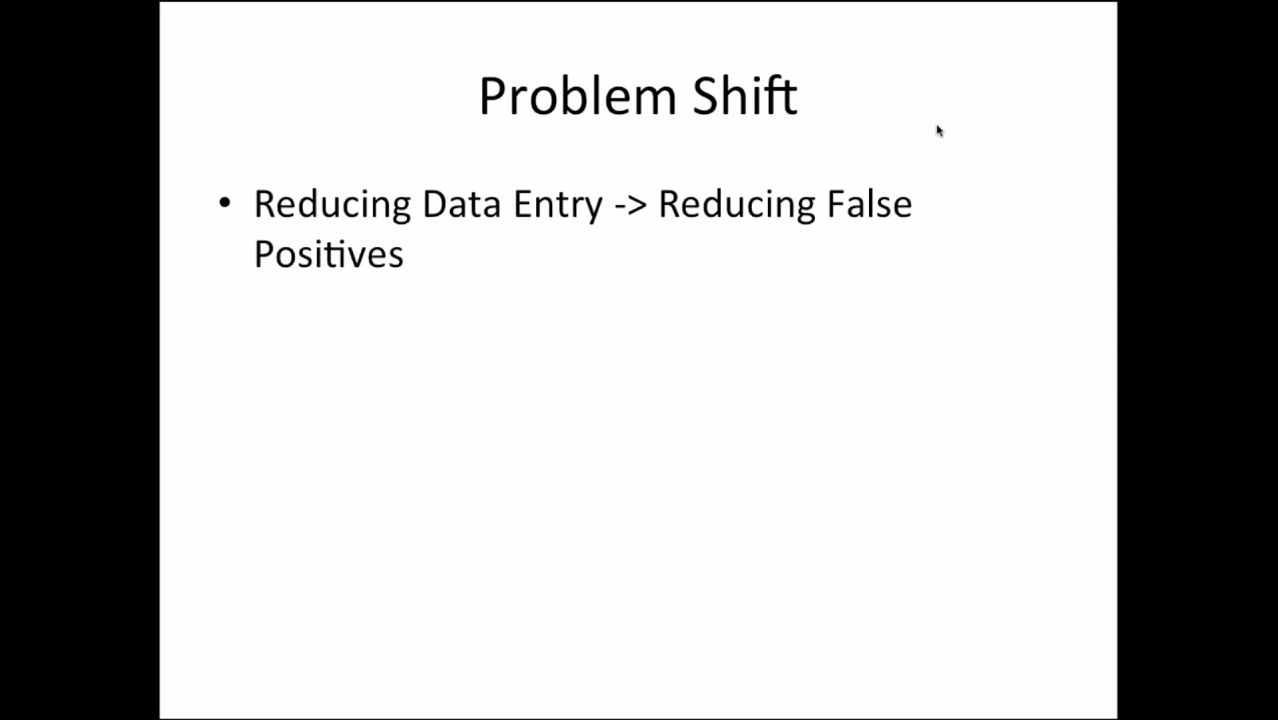 Problem Shift
• Reducing Data Entry -> Reducing False
Positives